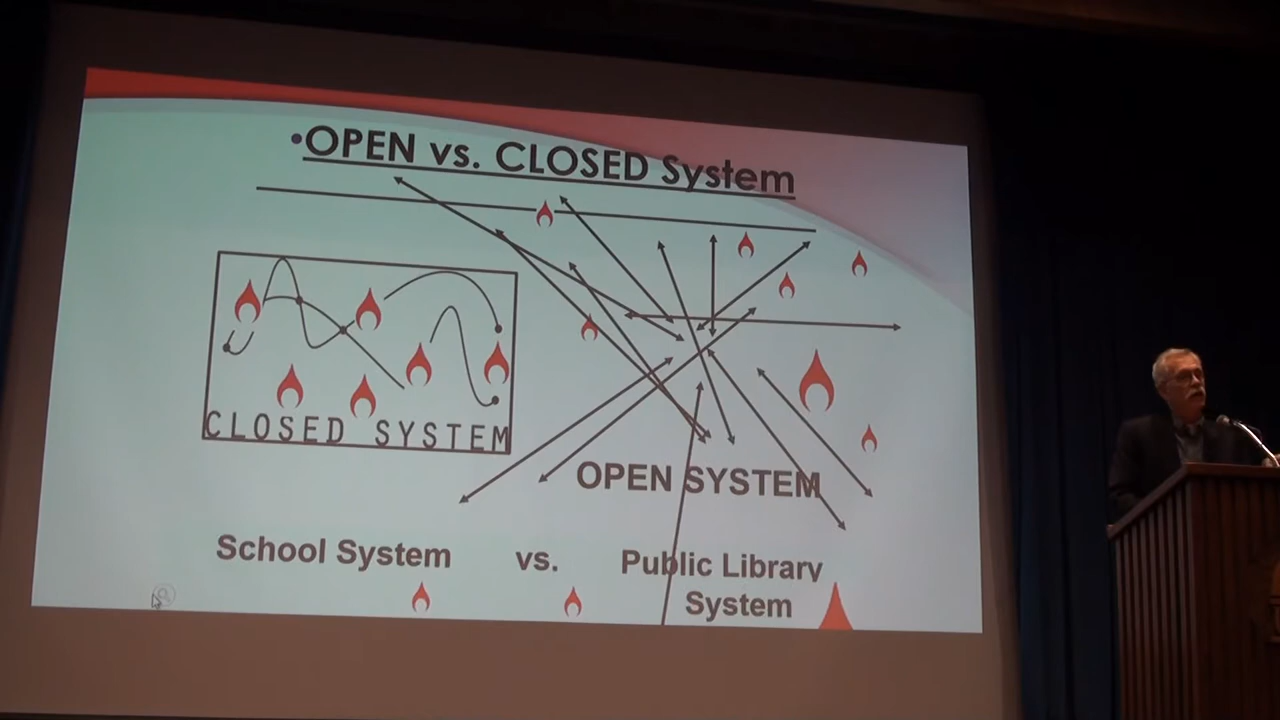 •OPEN vs. CLOSED System
CLOSED SYSTEM
OPEN SYSTEM
School System vs. Public Library
System